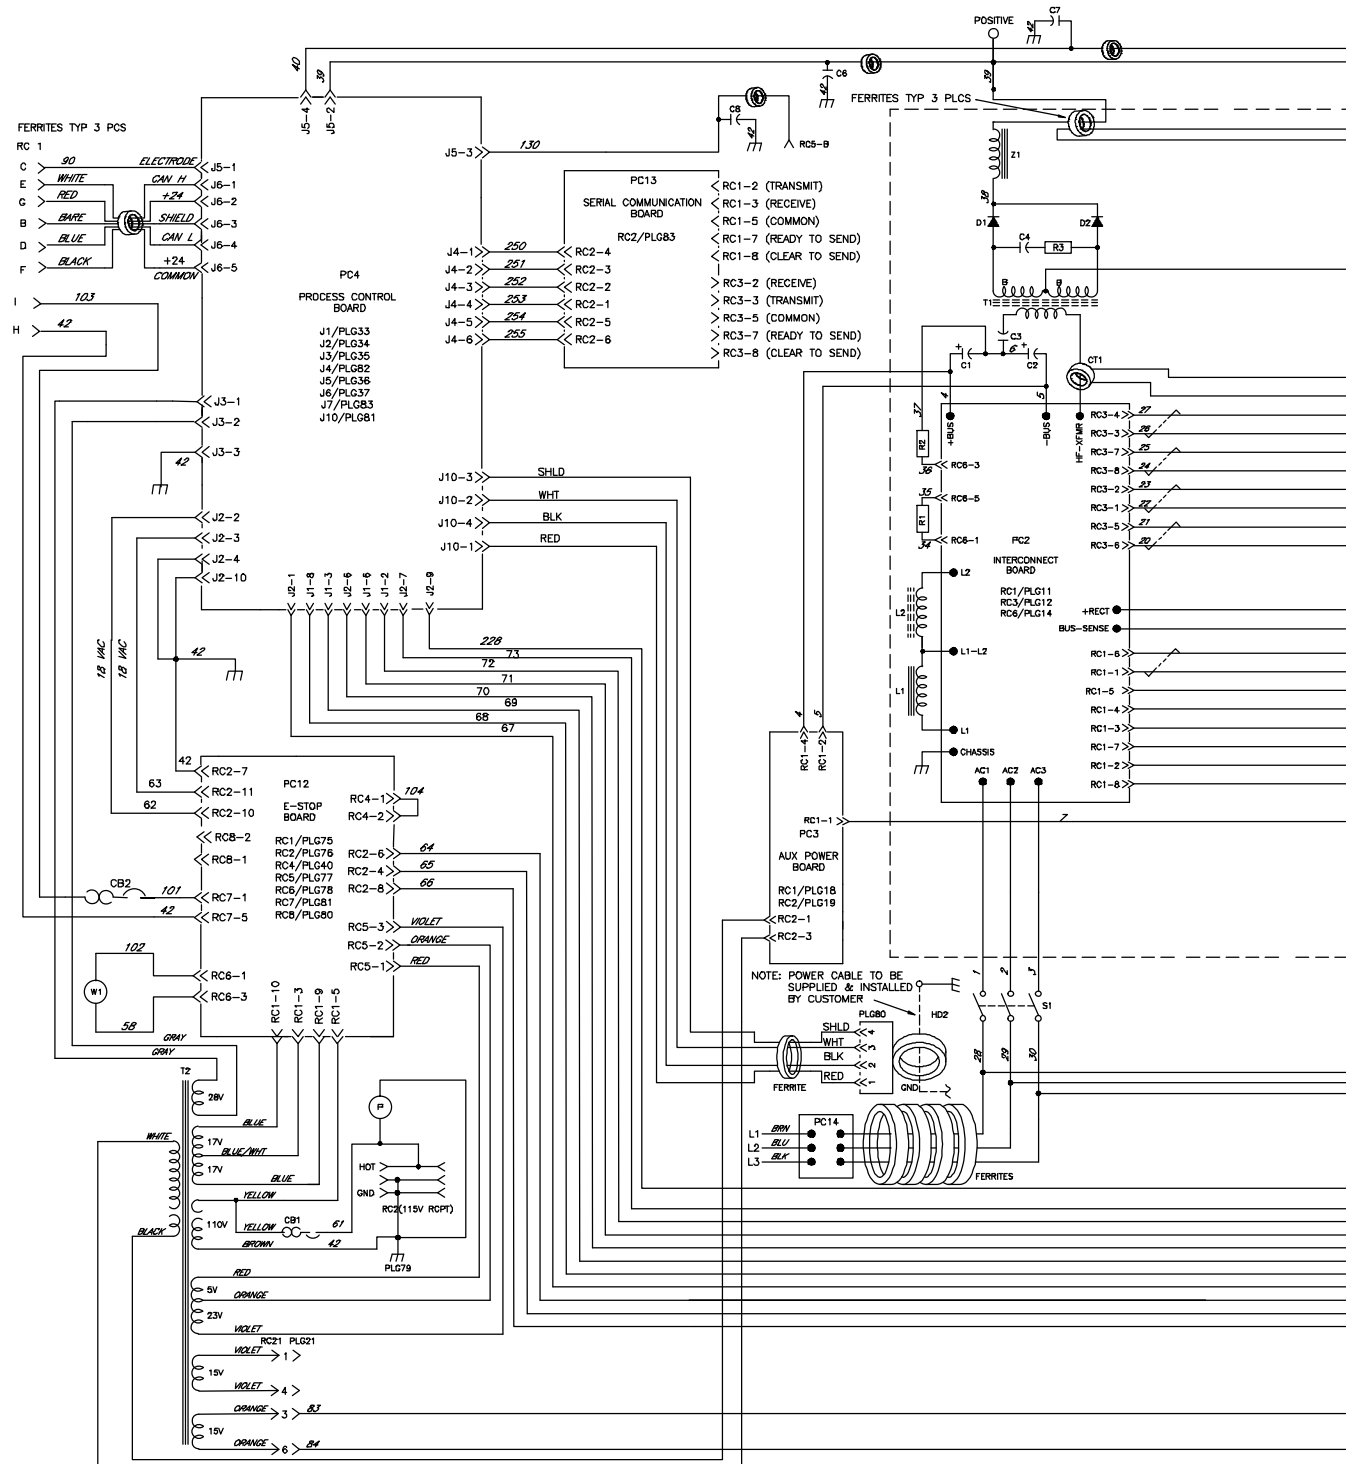 POSITIVE
C7
42
40
39
C6
42
39
FERRITES TYP 3 PLCS
J5-4
J5-2
C8
42
RC5-B
FERRITES TYP 3 PCS
RC 1
C 90 ELECTRODE J5-1
E WHITE CAN H J6-1
G RED +24 J6-2
B BARE SHIELD J6-3
D BLUE CAN L J6-4
F BLACK +24 COMMON J6-5
I 103
H 42
J5-3 130
PC4
PROCESS CONTROL
BOARD
J1/PLG33
J2/PLG34
J3/PLG35
J4/PLG82
J5/PLG36
J6/PLG37
J7/PLG83
J10/PLG81
J4-1 250 RC2-4
J4-2 251 RC2-3
J4-3 252 RC2-2
J4-4 253 RC2-1
J4-5 254 RC2-5
J4-6 255 RC2-6
PC13
SERIAL COMMUNICATION
BOARD
RC2/PLG83
RC1-2 (TRANSMIT)
RC1-3 (RECEIVE)
RC1-5 (COMMON)
RC1-7 (READY TO SEND)
RC1-8 (CLEAR TO SEND)
RC3-2 (RECEIVE)
RC3-3 (TRANSMIT)
RC3-5 (COMMON)
RC3-7 (READY TO SEND)
RC3-8 (CLEAR TO SEND)
Z1
38
D1
D2
C4
R3
B
B
T1
C3
C1
6
C2
CT1
+
+
4
5
37
+BUS
-BUS
HF-XFMR
R2
36
RC6-3
35
RC6-5
R1
34
RC6-1
PC2
INTERCONNECT
BOARD
RC1/PLG11
RC3/PLG12
RC6/PLG14
RC3-4 27
RC3-3 26
RC3-7 25
RC3-8 24
RC3-2 23
RC3-1 22
RC3-5 21
RC3-6 20
L2
L2
L1-L2
L1
L1
CHASSIS
+RECT
BUS-SENSE
RC1-6
RC1-1
RC1-5
RC1-4
RC1-3
RC1-7
RC1-2
RC1-8
AC1
AC2
AC3
J3-1
J3-2
J3-3
42
J2-2
J2-3
J2-4
J2-10
J10-3 SHLD
J10-2 WHT
J10-4 BLK
J10-1 RED
J2-1
J1-8
J1-3
J2-6
J1-6
J1-2
J2-7
J2-9
228
73
72
71
70
69
68
67
18 VAC
18 VAC
42
42 RC2-7
63 RC2-11
62 RC2-10
RC8-2
RC8-1
CB2 101 RC7-1
42 RC7-5
102 RC6-1
W1
58 RC6-3
PC12
E-STOP
BOARD
RC1/PLG75
RC2/PLG76
RC4/PLG40
RC5/PLG77
RC6/PLG78
RC7/PLG81
RC8/PLG80
RC4-1 104
RC4-2
RC2-6 64
RC2-4 65
RC2-8 66
RC5-3 VIOLET
RC5-2 ORANGE
RC5-1 RED
RC1-10
RC1-3
RC1-9
RC1-5
4
5
RC1-4
RC1-2
RC1-1 7
PC3
AUX POWER
BOARD
RC1/PLG18
RC2/PLG19
RC2-1
RC2-3
NOTE: POWER CABLE TO BE
SUPPLIED & INSTALLED
BY CUSTOMER
1
2
3
S1
28
29
30
PLG80
HD2
SHLD 4
WHT 3
BLK 2
RED 1
FERRITE
GND
PC14
L1 BRN
L2 BLU
L3 BLK
FERRITES
GRAY
GRAY
T2
28V
BLUE
WHITE
17V
BLUE/WHT
17V
BLUE
YELLOW
110V
YELLOW CB1 61
BLACK
BROWN 42
P
HOT
GND
RC2(115V RCPT)
PLG79
RED
5V
ORANGE
23V
VIOLET
RC21 PLG21
VIOLET 1
15V
VIOLET 4
ORANGE 3 83
15V
ORANGE 6 84